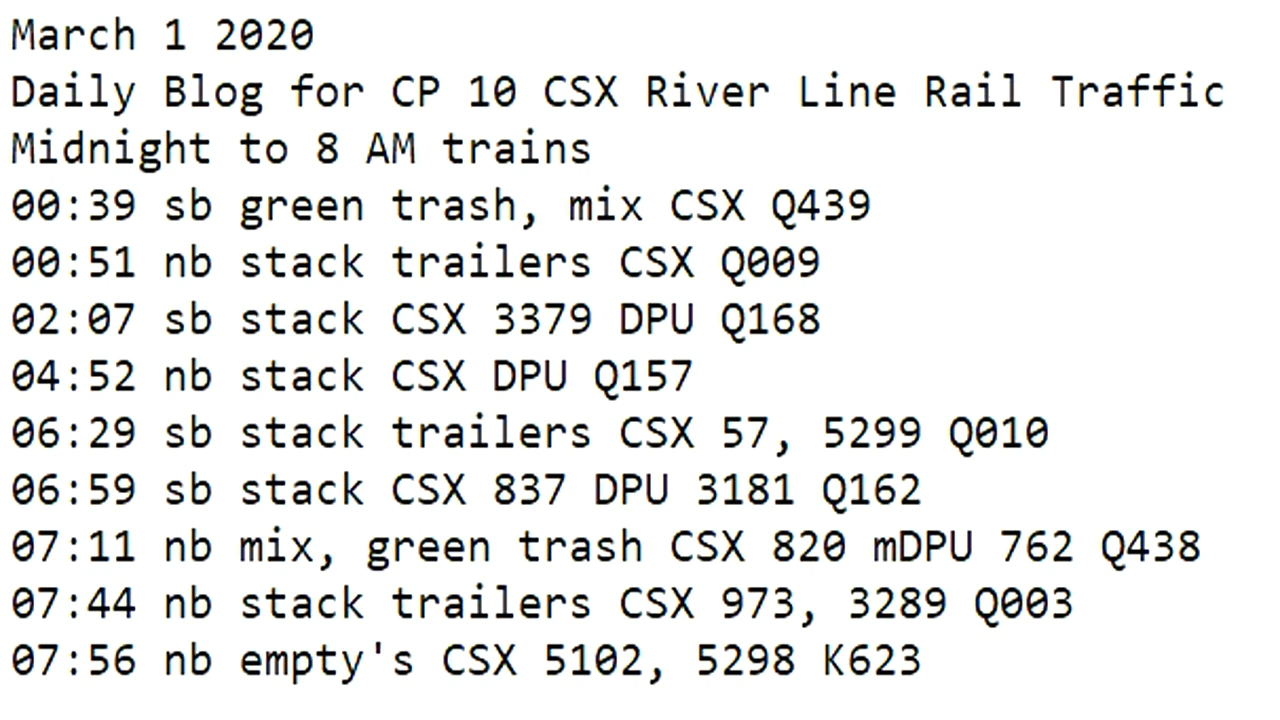 March 1 2020
Daily Blog for CP 10 CSX River Line Rail Traffic
Midnight to 8 AM trains
00:39 sb green trash, mix CSX Q439
00:51 nb stack trailers CSX Q009
02:07 sb stack CSX 3379 DPU Q168
04:52 nb stack CSX DPU Q157
06:29 sb stack trailers CSX 57, 5299 Q010
06:59 sb stack CSX 837 DPU 3181 Q162
07:11 nb mix, green trash CSX 820 mDPU 762 Q438
07:44 nb stack trailers CSX 973, 3289 Q003
07:56 nb empty's CSX 5102, 5298 K623